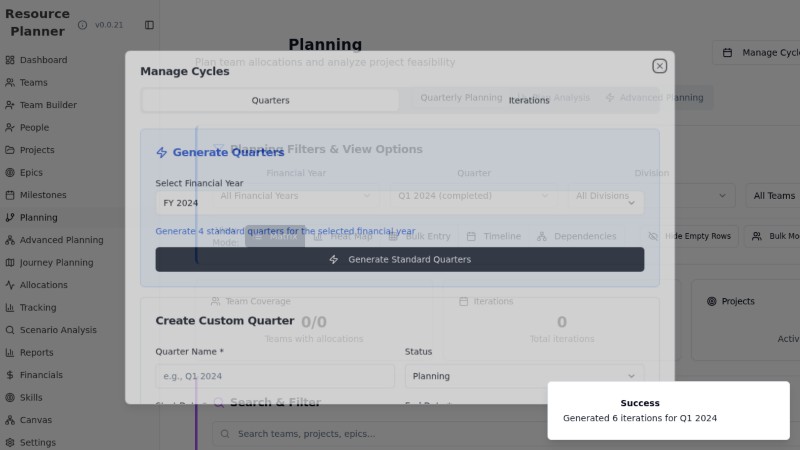 Resource
Planner
v0.0.21
Dashboard
Teams
Team Builder
People
Projects
Epics
Milestones
Planning
Advanced Planning
Journey Planning
Allocations
Tracking
Scenario Analysis
Reports
Financials
Skills
Canvas
Settings
Planning
Plan team allocations and analyze project feasibility
Manage Cycle
Manage Cycles
Quarters
Iterations
Quarterly Planning
Analysis
Advanced Planning
Generate Quarters
Planning Filters & View Options
Select Financial Year
FY 2024
Financial Year
Quarter
Division
All Financial Years
Q1 2024 (completed)
All Divisions
All Teams
Generate 4 standard quarters for the selected financial year
Mode:
Matrix
Heat Map
Bulk Entry
Timeline
Dependencies
Hide Empty Rows
Bulk Mo
Generate Standard Quarters
Team Coverage
0/0
Teams with allocations
Iterations
0
Total iterations
Projects
Activ
Create Custom Quarter
Quarter Name *
e.g., Q1 2024
Status
Planning
Search & Filter
Search teams, projects, epics...
Success
Generated 6 iterations for Q1 2024